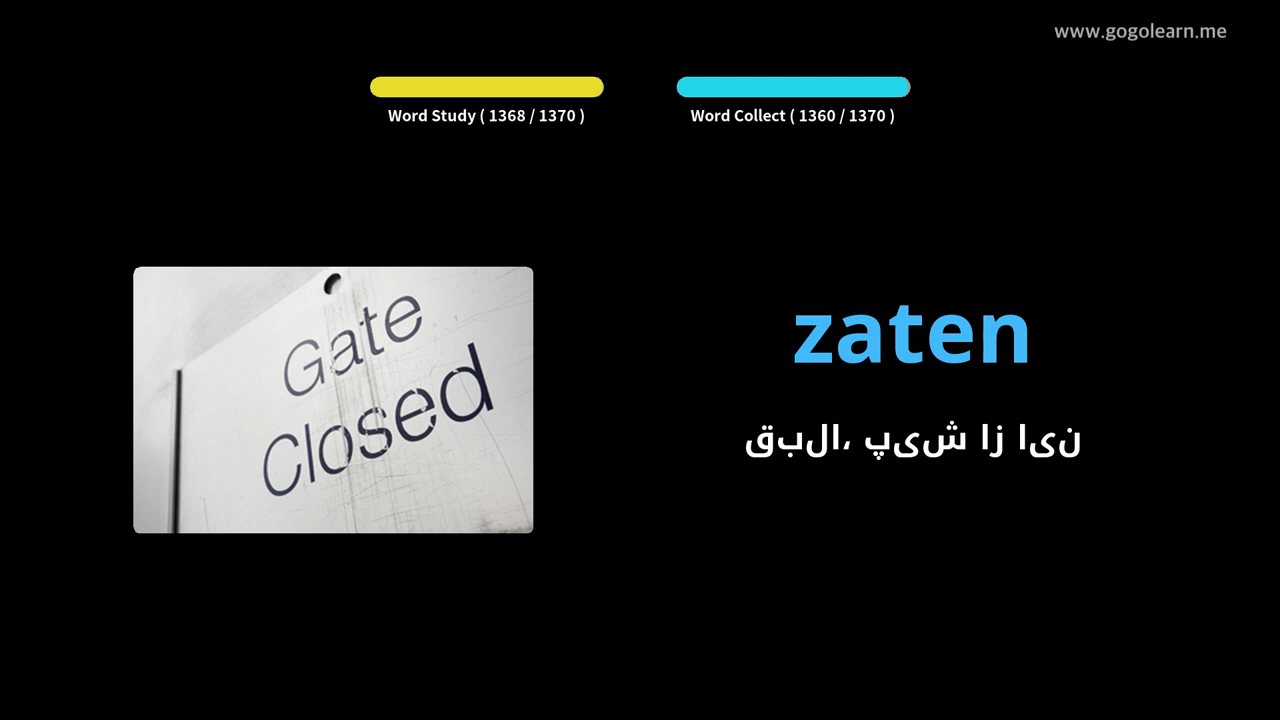 www.gogolearn.me
Word Study ( 1368 / 1370 )
Word Collect ( 1360 / 1370 )
Gate
Closed
zaten
قبلا، پیش از این